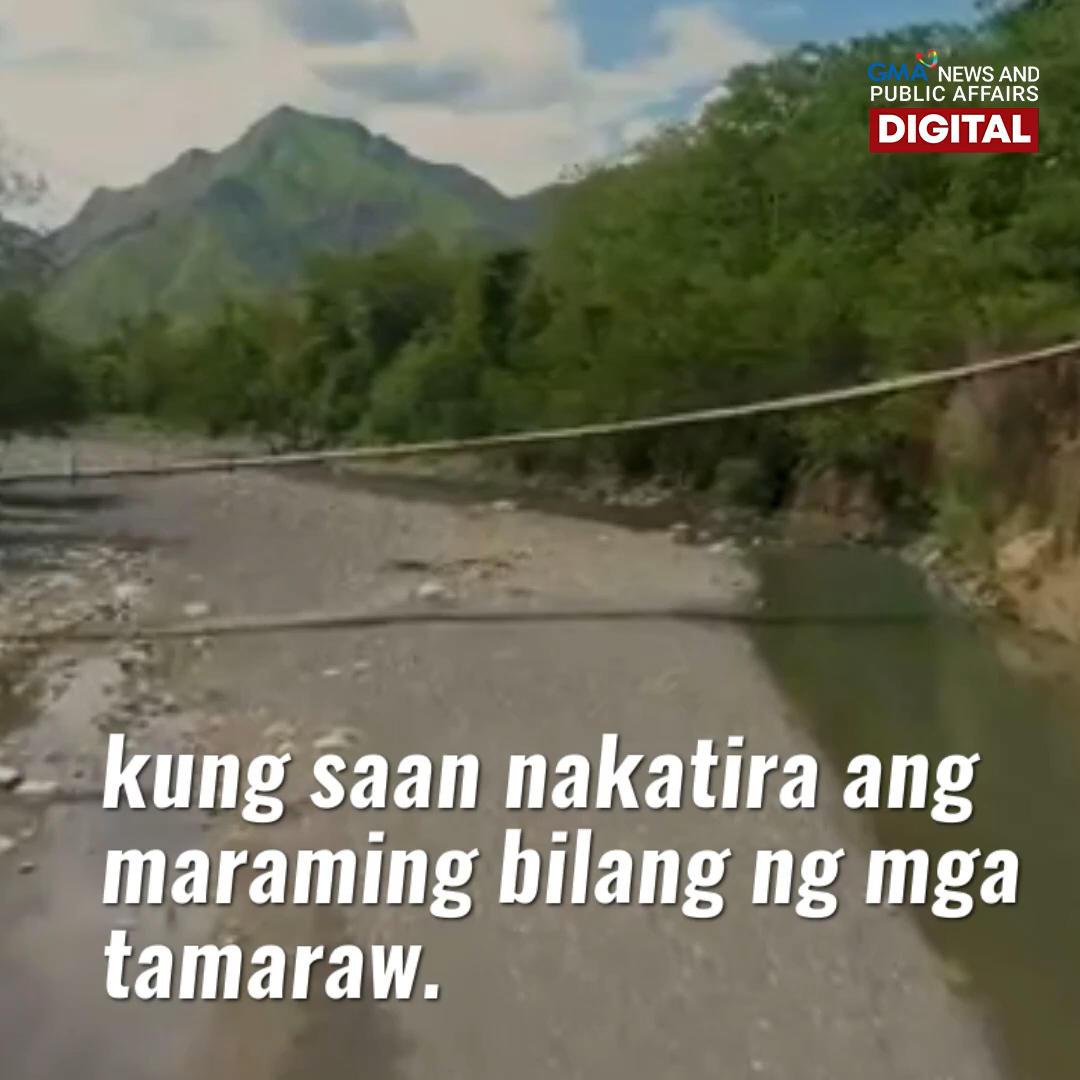 GMA NEWS AND
PUBLIC AFFAIRS
DIGITAL
kung saan nakatira ang
maraming bilang ng mga
tamaraw.